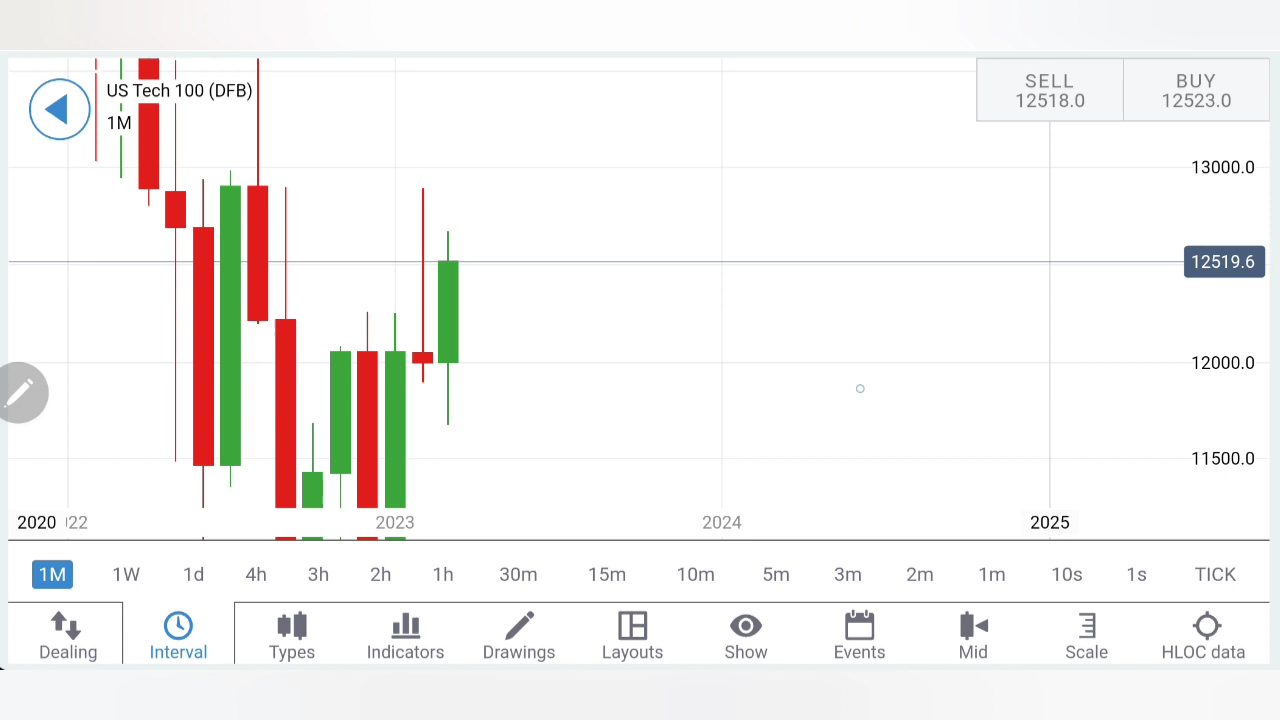 US Tech 100 (DFB)
1M
SELL
12518.0
BUY
12523.0
13000.0
12519.6
12000.0
11500.0
2020 22 2023 2024 2025
1M 1W 1d 4h 3h 2h 1h 30m 15m 10m 5m 3m 2m 1m 10s 1s TICK
Dealing Interval Types Indicators Drawings Layouts Show Events Mid Scale HLOC data